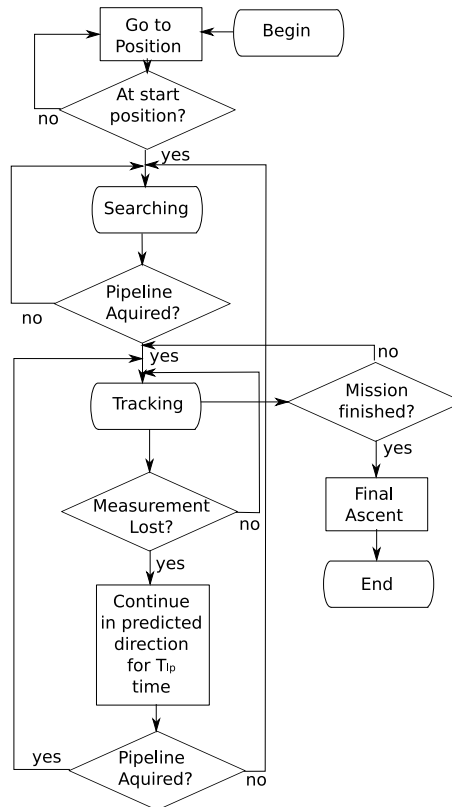 Go to
Position
Begin
At start
position?
no
yes
Searching
Pipeline
Aquired?
no
yes
no
Mission
finished?
Tracking
yes
Measurement
Lost?
no
yes
Final
Ascent
End
Continue
in predicted
direction
for Tlp
time
yes
Pipeline
Aquired?
no